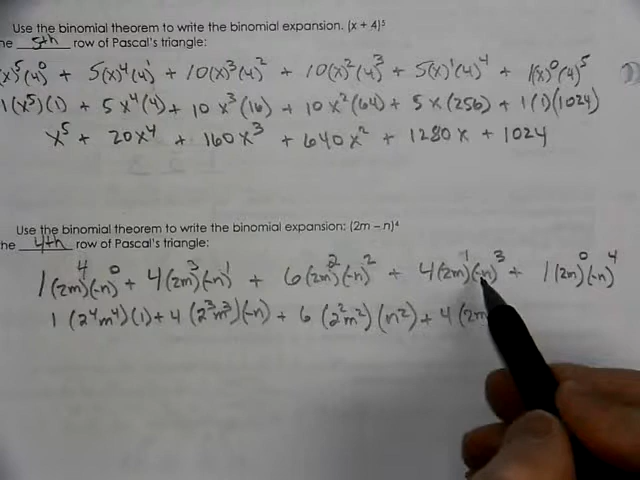 Use the binomial theorem to write the binomial expansion. (x + 4)⁵
he 5th row of Pascal's triangle:
(x)⁵(4)⁰ + 5(x)⁴(4)¹ + 10(x)³(4)² + 10(x)²(4)³ + 5(x)¹(4)⁴ + 1(x)⁰(4)⁵
1(x⁵)(1) + 5x⁴(4) + 10x³(16) + 10x²(64) + 5x(256) + 1(1)(1024)
x⁵ + 20x⁴ + 160x³ + 640x² + 1280x + 1024
Use the binomial theorem to write the binomial expansion: (2m – n)⁴
he 4th row of Pascal's triangle:
1(2m)⁴(-n)⁰ + 4(2m)³(-n)¹ + 6(2m)²(-n)² + 4(2m)¹(-n)³ + 1(2m)⁰(-n)⁴
1(2⁴m⁴)(1) + 4(2³m³)(-n) + 6(2²m²)(n²) + 4(2m